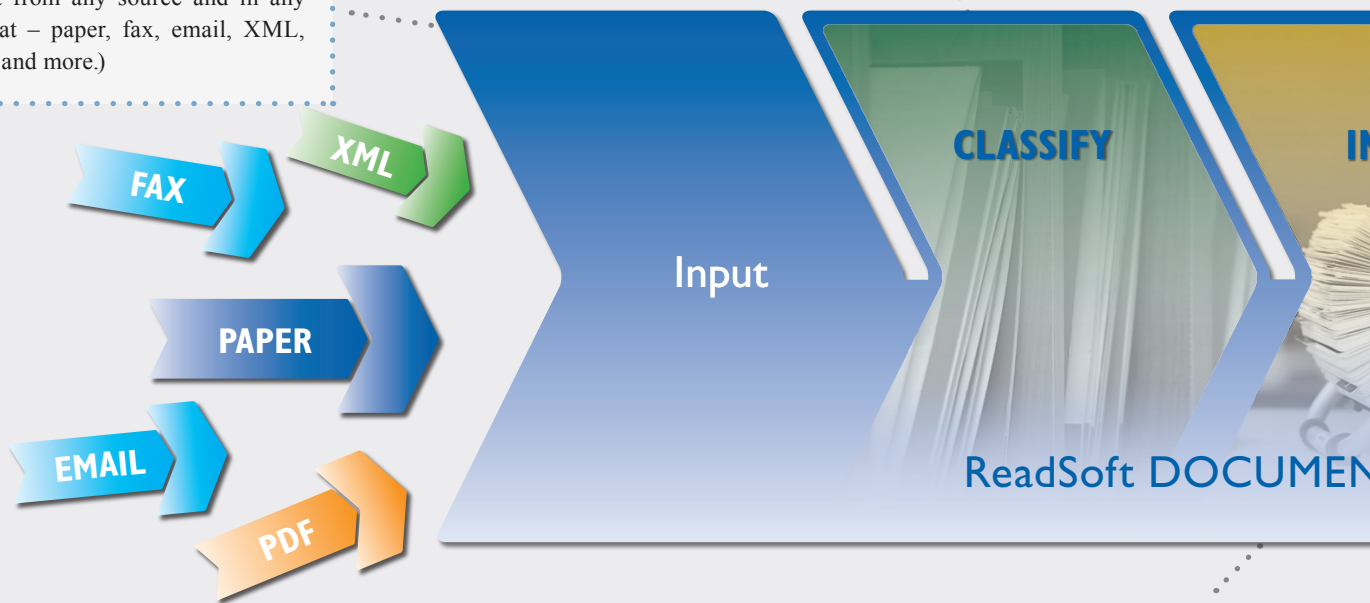 from any source and in any
at – paper, fax, email, XML,
and more.)
XML
FAX
PAPER
EMAIL
PDF
Input
CLASSIFY
IN
ReadSoft DOCUMEN